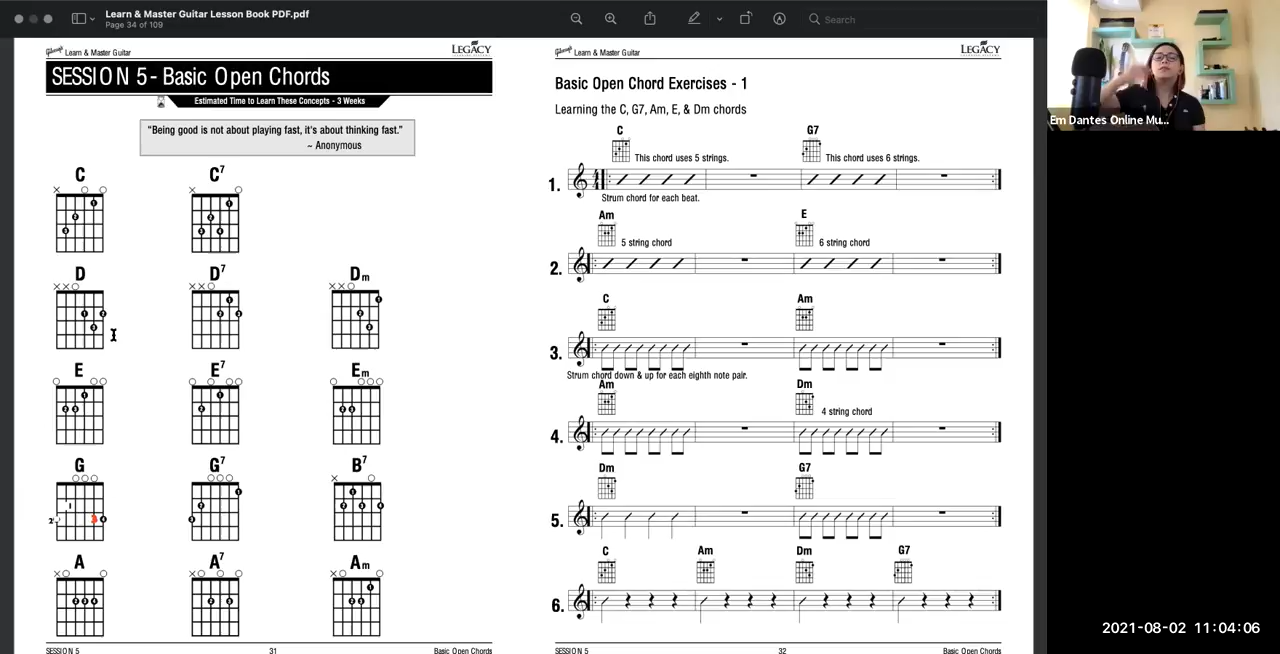 Learn & Master Guitar Lesson Book PDF.pdf
Page 34 of 109
Search
Learn & Master Guitar
LEGACY
SESSION 5 - Basic Open Chords
Estimated Time to Learn These Concepts - 3 Weeks
“Being good is not about playing fast, it's about thinking fast.”
~ Anonymous
C C7
D D7 Dm
E E7 Em
G G7 B7
A A7 Am
SESSION 5 31 Basic Open Chords
Learn & Master Guitar
LEGACY
Basic Open Chord Exercises - 1
Learning the C, G7, Am, E, & Dm chords
C G7
This chord uses 5 strings. This chord uses 6 strings.
1.
Strum chord for each beat.
Am E
5 string chord 6 string chord
2.
C Am
3.
Strum chord down & up for each eighth note pair.
Am Dm
4 string chord
4.
Dm G7
5.
C Am Dm G7
6.
SESSION 5 32 Basic Open Chords
Em Dantes Online Mu...
2021-08-02 11:04:06